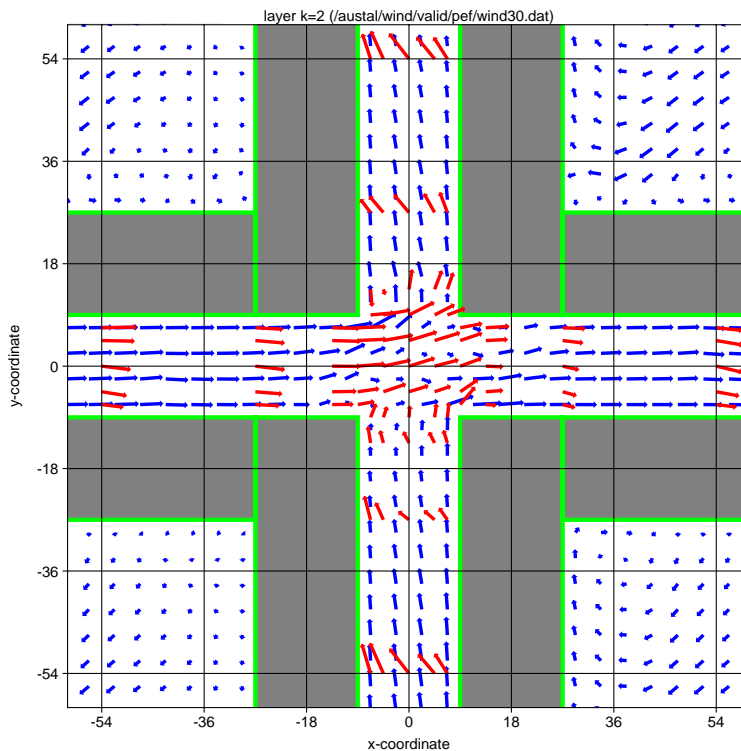 layer k=2 (/austal/wind/valid/pef/wind30.dat)
54
36
18
0
-18
-36
-54
y-coordinate
-54 -36 -18 0 18 36 54
x-coordinate